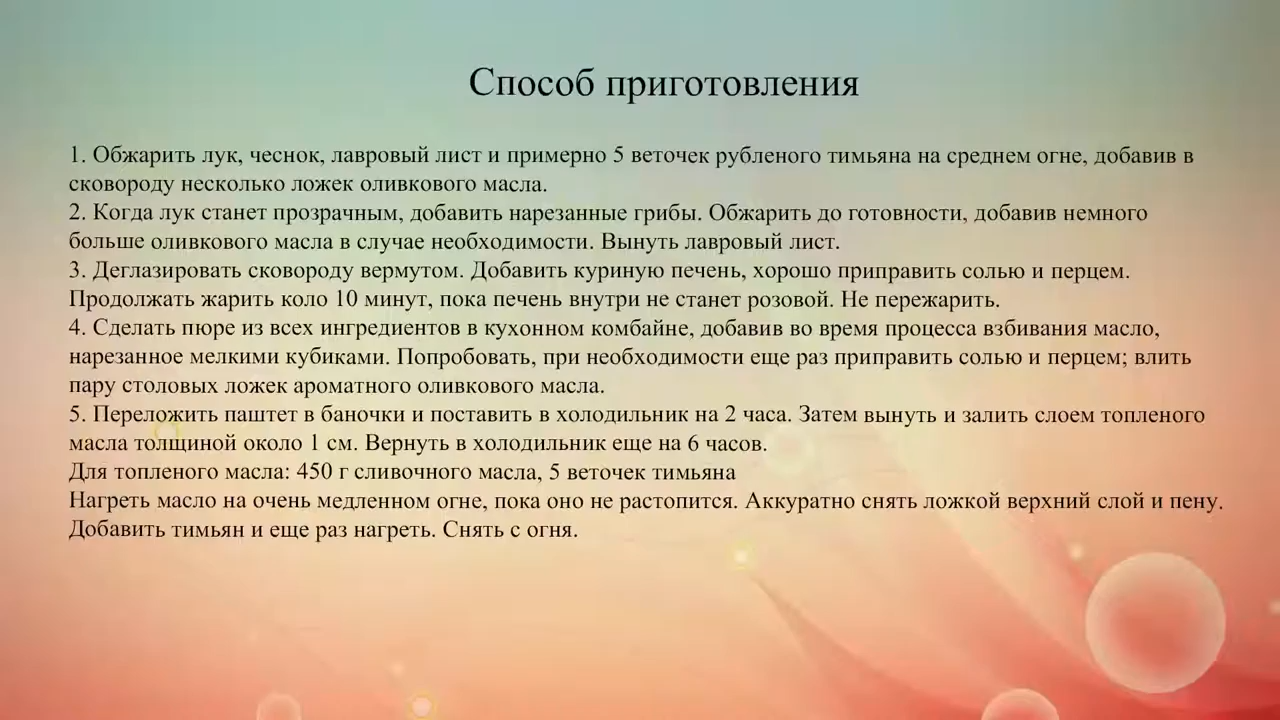 Способ приготовления
1. Обжарить лук, чеснок, лавровый лист и примерно 5 веточек рубленого тимьяна на среднем огне, добавив в
сковороду несколько ложек оливкового масла.
2. Когда лук станет прозрачным, добавить нарезанные грибы. Обжарить до готовности, добавив немного
больше оливкового масла в случае необходимости. Вынуть лавровый лист.
3. Деглазировать сковороду вермутом. Добавить куриную печень, хорошо приправить солью и перцем.
Продолжать жарить коло 10 минут, пока печень внутри не станет розовой. Не пережарить.
4. Сделать пюре из всех ингредиентов в кухонном комбайне, добавив во время процесса взбивания масло,
нарезанное мелкими кубиками. Попробовать, при необходимости еще раз приправить солью и перцем; влить
пару столовых ложек ароматного оливкового масла.
5. Переложить паштет в баночки и поставить в холодильник на 2 часа. Затем вынуть и залить слоем топленого
масла толщиной около 1 см. Вернуть в холодильник еще на 6 часов.
Для топленого масла: 450 г сливочного масла, 5 веточек тимьяна
Нагреть масло на очень медленном огне, пока оно не растопится. Аккуратно снять ложкой верхний слой и пену.
Добавить тимьян и еще раз нагреть. Снять с огня.